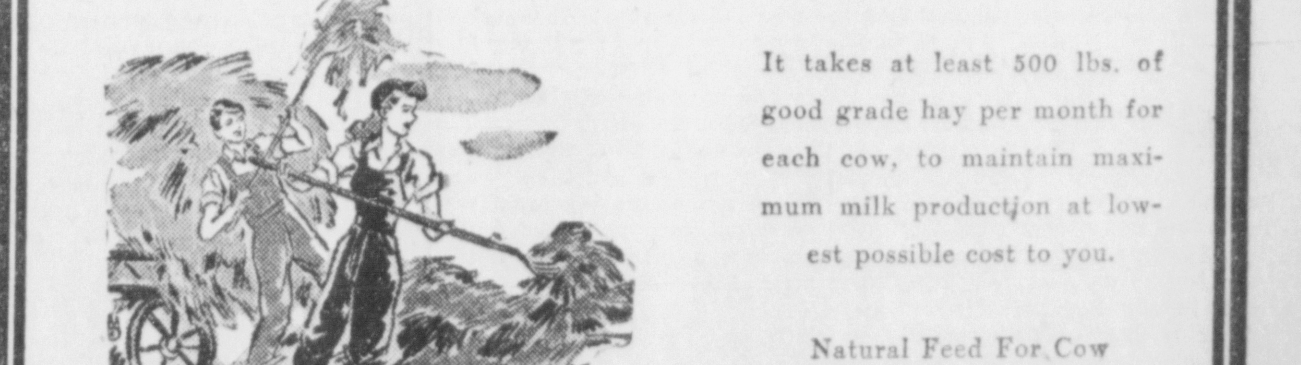 It takes at least 500 lbs. of
good grade hay per month for
each cow, to maintain maxi-
mum milk production at low-
est possible cost to you.
Natural Feed For Cow